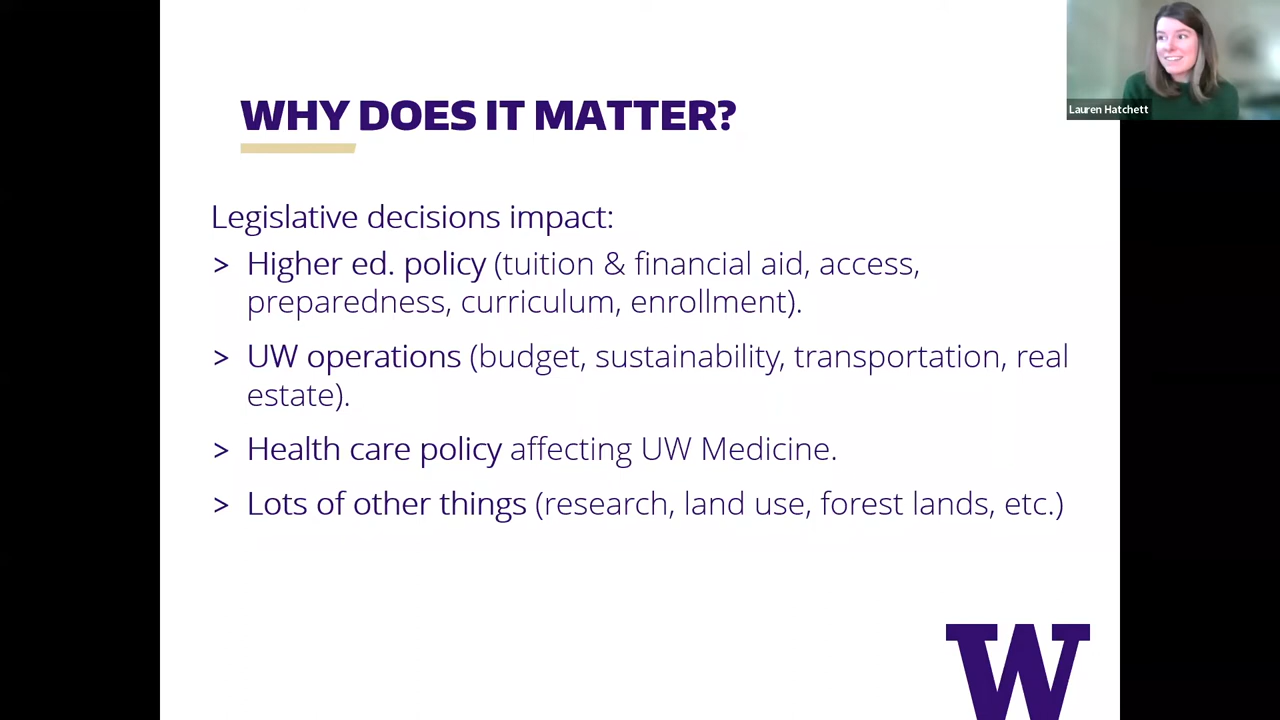 Lauren Hatchett
WHY DOES IT MATTER?
Legislative decisions impact:
> Higher ed. policy (tuition & financial aid, access,
preparedness, curriculum, enrollment).
> UW operations (budget, sustainability, transportation, real
estate).
> Health care policy affecting UW Medicine.
> Lots of other things (research, land use, forest lands, etc.)
W